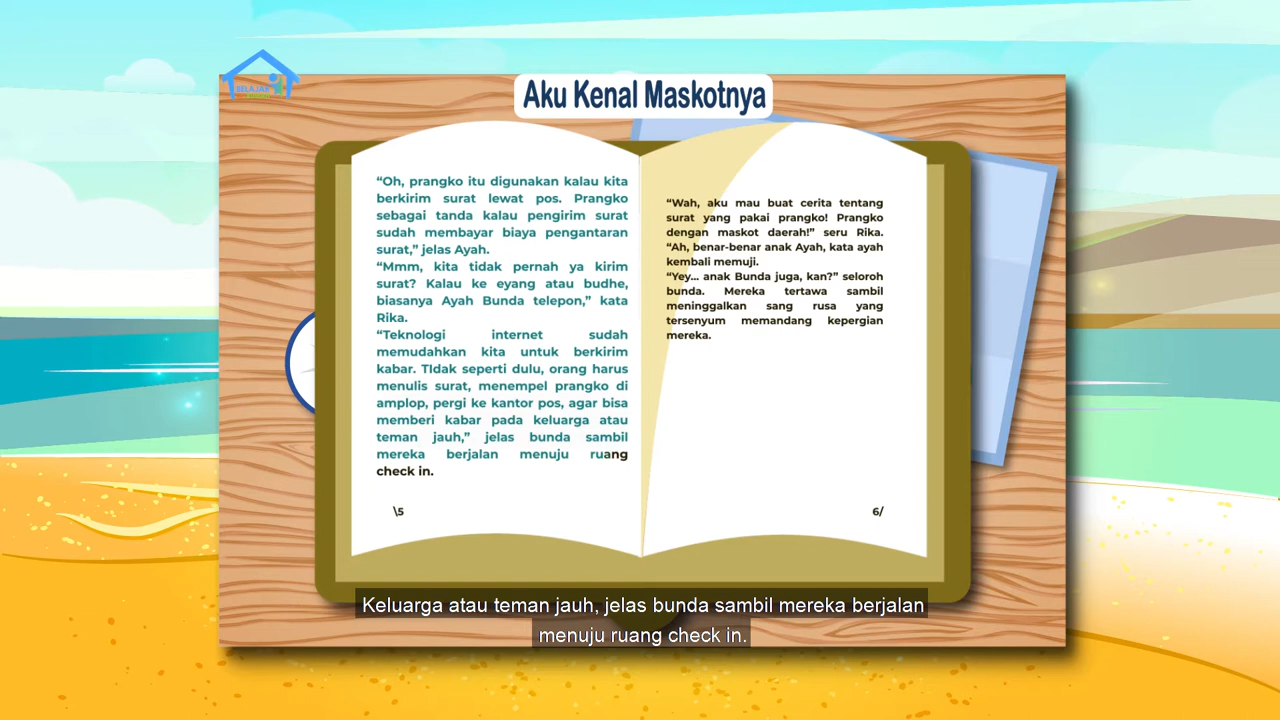 BELAJAR
Aku Kenal Maskotnya
“Oh, prangko itu digunakan kalau kita
berkirim surat lewat pos. Prangko
sebagai tanda kalau pengirim surat
sudah membayar biaya pengantaran
surat,” jelas Ayah.
“Mmm, kita tidak pernah ya kirim
surat? Kalau ke eyang atau budhe,
biasanya Ayah Bunda telepon,” kata
Rika.
“Teknologi internet sudah
memudahkan kita untuk berkirim
kabar. TIdak seperti dulu, orang harus
menulis surat, menempel prangko di
amplop, pergi ke kantor pos, agar bisa
memberi kabar pada keluarga atau
teman jauh,” jelas bunda sambil
mereka berjalan menuju ruang
check in.
\5
“Wah, aku mau buat cerita tentang
surat yang pakai prangko! Prangko
dengan maskot daerah!” seru Rika.
“Ah, benar-benar anak Ayah, kata ayah
kembali memuji.
“Yey... anak Bunda juga, kan?” seloroh
bunda. Mereka tertawa sambil
meninggalkan sang rusa yang
tersenyum memandang kepergian
mereka.
6/
Keluarga atau teman jauh, jelas bunda sambil mereka berjalan
menuju ruang check in.